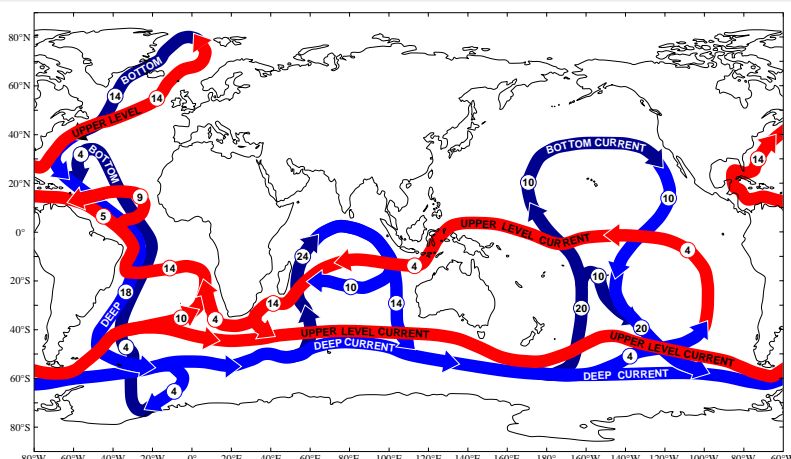 80°N
BOTTOM
14 14
60°N
UPPER LEVEL
40°N
BOTTOM CURRENT
4 BOTTOM
14
20°N
9
10
14
5
0°
UPPER LEVEL CURRENT
24
4
4
14
10
20°S
18
10
14
14
DEEP
20
10
4
20
40°S
UPPER LEVEL CURRENT
UPPER LEVEL CURRENT
4
DEEP CURRENT
4
60°S
DEEP CURRENT
4
80°S
80°W 60°W 40°W 20°W 0° 20°E 40°E 60°E 80°E 100°E 120°E 140°E 160°E 180° 160°W 140°W 120°W 100°W 80°W 60°W